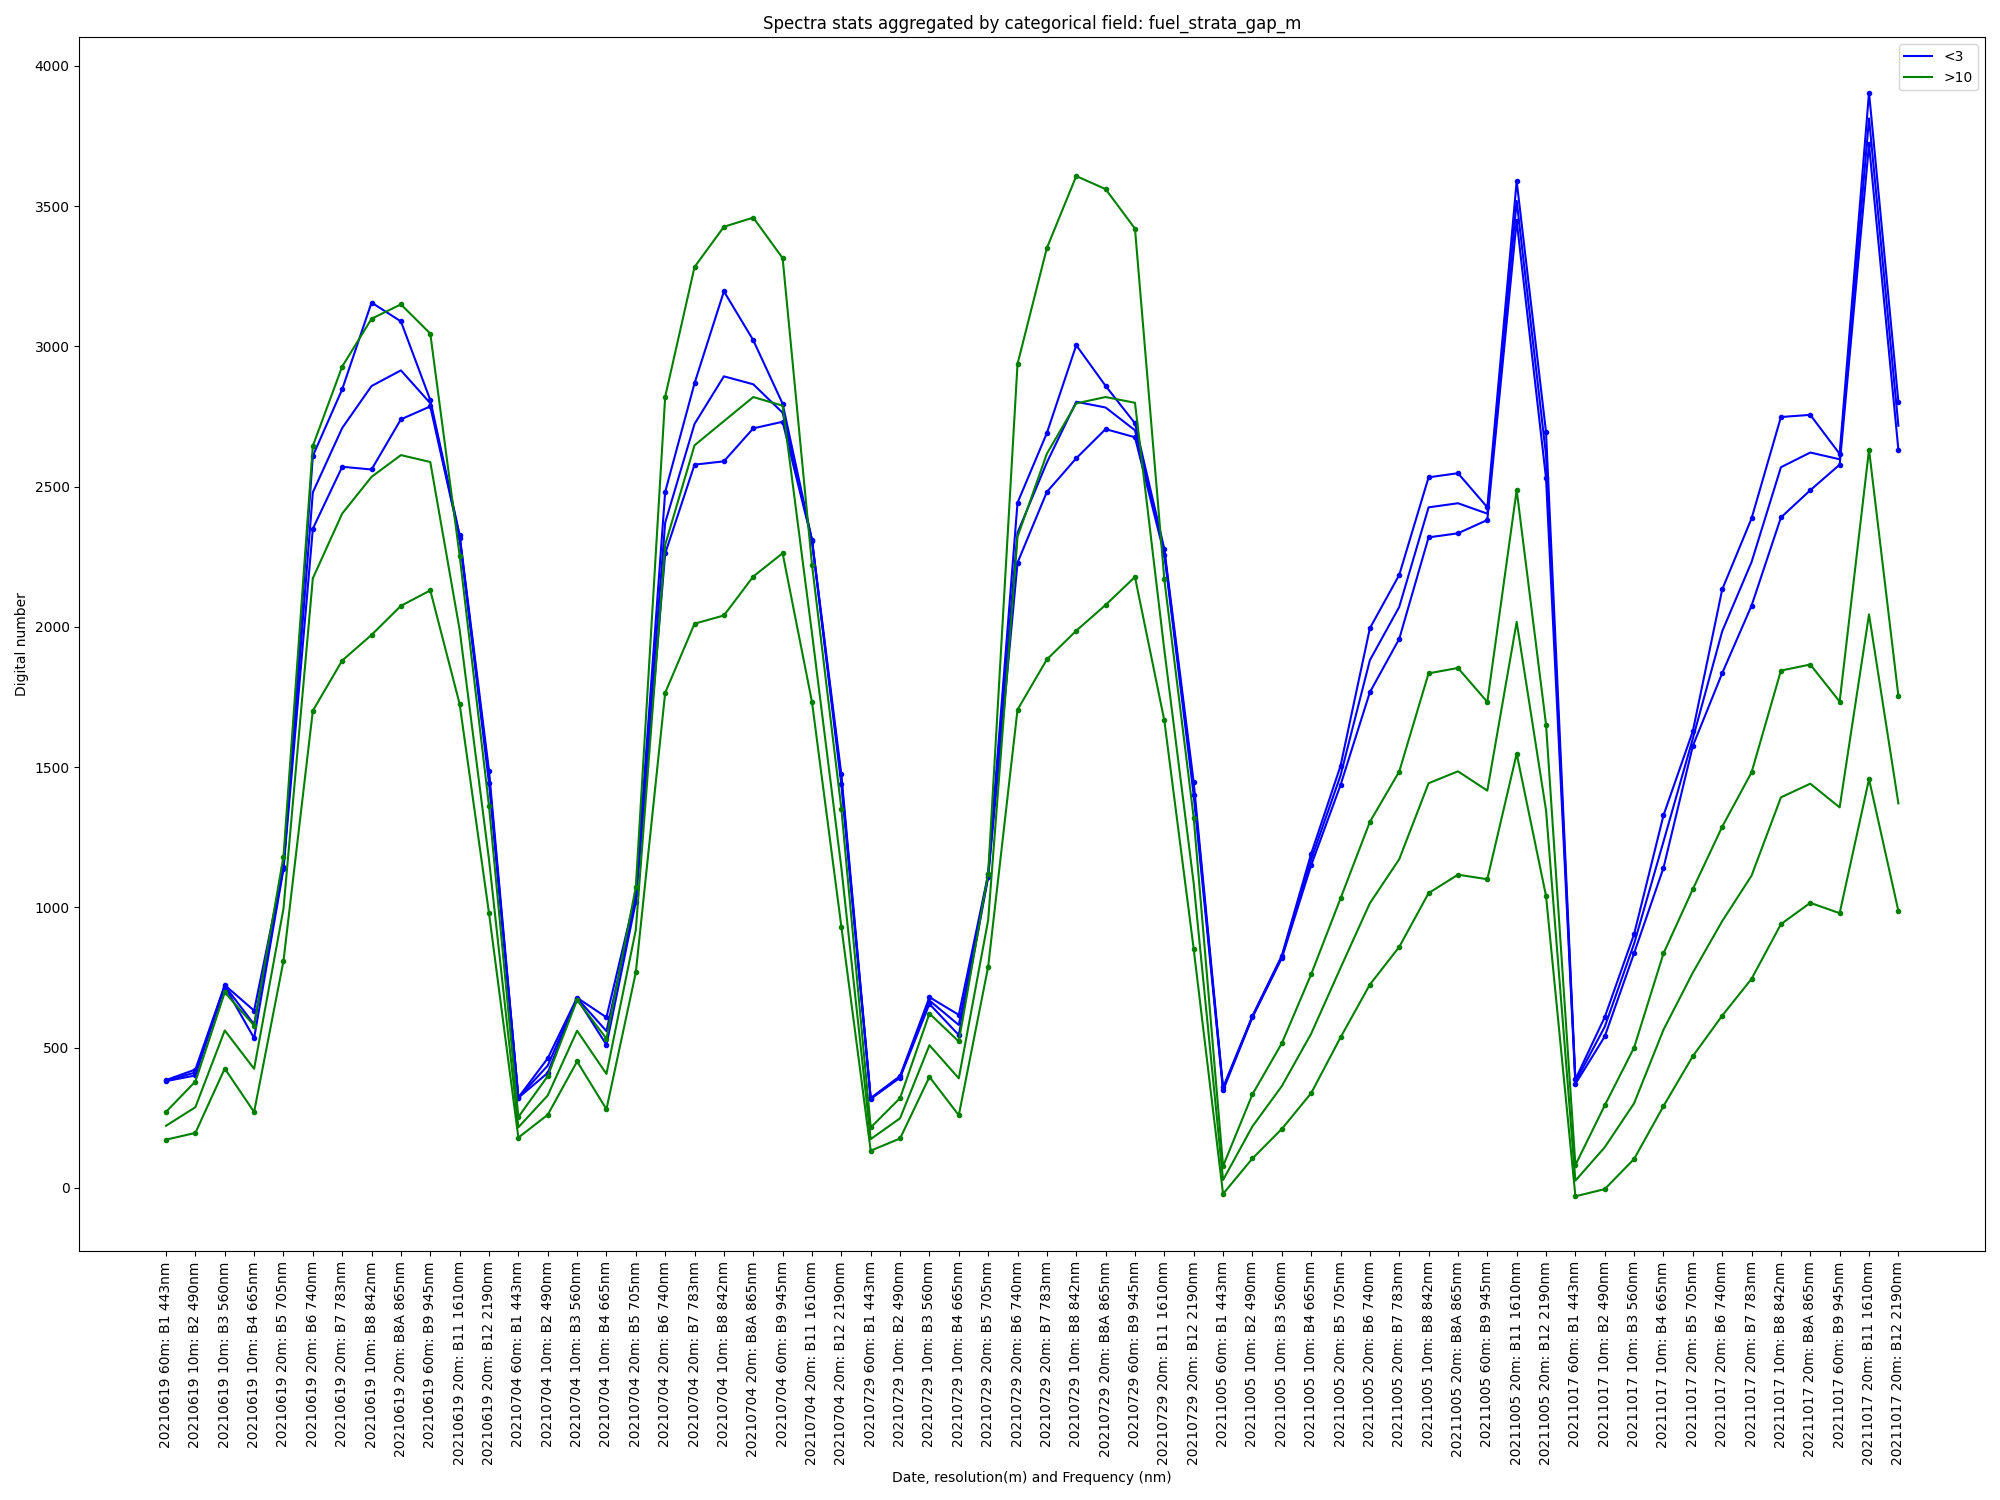 Spectra stats aggregated by categorical field: fuel_strata_gap_m
<3
>10
4000
3500
3000
2500
2000
1500
1000
500
0
Digital number
20210619 60m: B1 443nm
20210619 10m: B2 490nm
20210619 10m: B3 560nm
20210619 10m: B4 665nm
20210619 20m: B5 705nm
20210619 20m: B6 740nm
20210619 20m: B7 783nm
20210619 10m: B8 842nm
20210619 20m: B8A 865nm
20210619 60m: B9 945nm
20210619 20m: B11 1610nm
20210619 20m: B12 2190nm
20210704 60m: B1 443nm
20210704 10m: B2 490nm
20210704 10m: B3 560nm
20210704 10m: B4 665nm
20210704 20m: B5 705nm
20210704 20m: B6 740nm
20210704 20m: B7 783nm
20210704 10m: B8 842nm
20210704 20m: B8A 865nm
20210704 60m: B9 945nm
20210704 20m: B11 1610nm
20210704 20m: B12 2190nm
20210729 60m: B1 443nm
20210729 10m: B2 490nm
20210729 10m: B3 560nm
20210729 10m: B4 665nm
20210729 20m: B5 705nm
20210729 20m: B6 740nm
20210729 20m: B7 783nm
20210729 10m: B8 842nm
20210729 20m: B8A 865nm
20210729 60m: B9 945nm
20210729 20m: B11 1610nm
20210729 20m: B12 2190nm
20211005 60m: B1 443nm
20211005 10m: B2 490nm
20211005 10m: B3 560nm
20211005 10m: B4 665nm
20211005 20m: B5 705nm
20211005 20m: B6 740nm
20211005 20m: B7 783nm
20211005 10m: B8 842nm
20211005 20m: B8A 865nm
20211005 60m: B9 945nm
20211005 20m: B11 1610nm
20211005 20m: B12 2190nm
20211017 60m: B1 443nm
20211017 10m: B2 490nm
20211017 10m: B3 560nm
20211017 10m: B4 665nm
20211017 20m: B5 705nm
20211017 20m: B6 740nm
20211017 20m: B7 783nm
20211017 10m: B8 842nm
20211017 20m: B8A 865nm
20211017 60m: B9 945nm
20211017 20m: B11 1610nm
20211017 20m: B12 2190nm
Date, resolution(m) and Frequency (nm)